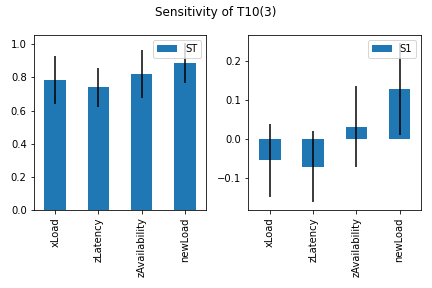 Sensitivity of T10(3)
ST
1.0
0.8
0.6
0.4
0.2
0.0
xLoad
zLatency
zAvailability
newLoad
S1
0.2
0.1
0.0
−0.1
xLoad
zLatency
zAvailability
newLoad